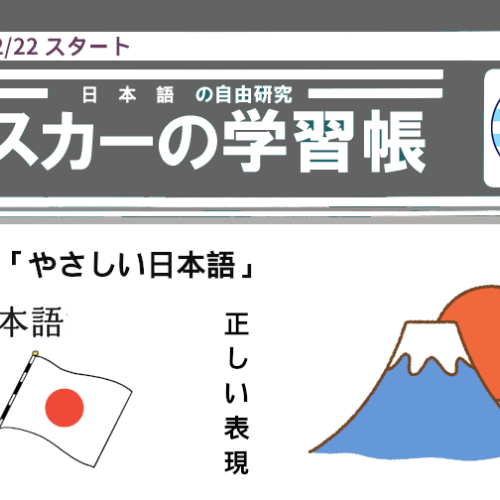 2/22 スタート
日本語 の自由研究
スカーの学習帳
「やさしい日本語」
本語
正しい表現